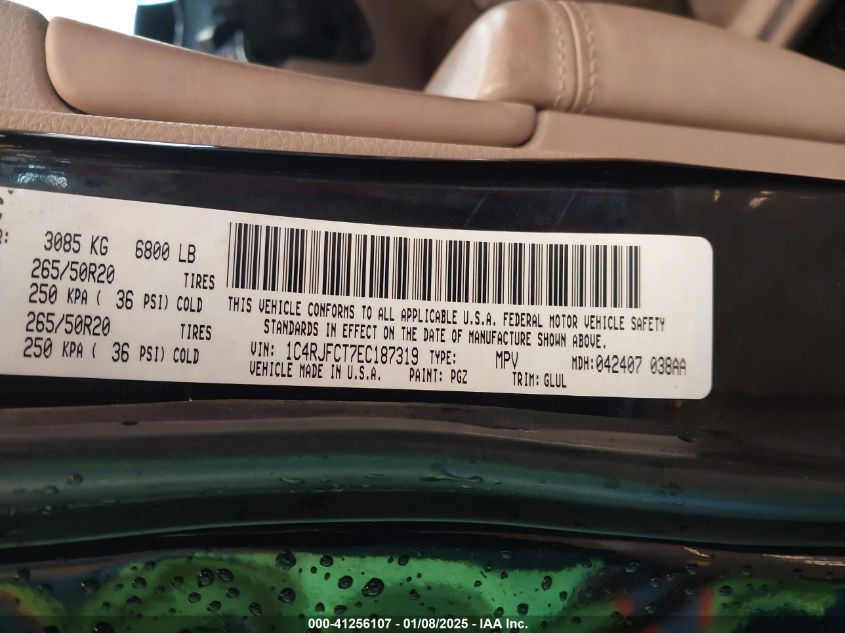 3085 KG 6800 LB
265/50R20 TIRES
250 KPA ( 36 PSI) COLD
265/50R20 TIRES
250 KPA ( 36 PSI) COLD
THIS VEHICLE CONFORMS TO ALL APPLICABLE U.S.A. FEDERAL MOTOR VEHICLE SAFETY
STANDARDS IN EFFECT ON THE DATE OF MANUFACTURE SHOWN ABOVE.
VIN: 1C4RJFCT7EC187319 TYPE: MPV MDH:042407 038AA
VEHICLE MADE IN U.S.A. PAINT: PGZ TRIM: GLUL
000-41256107 - 01/08/2025 - IAA Inc.